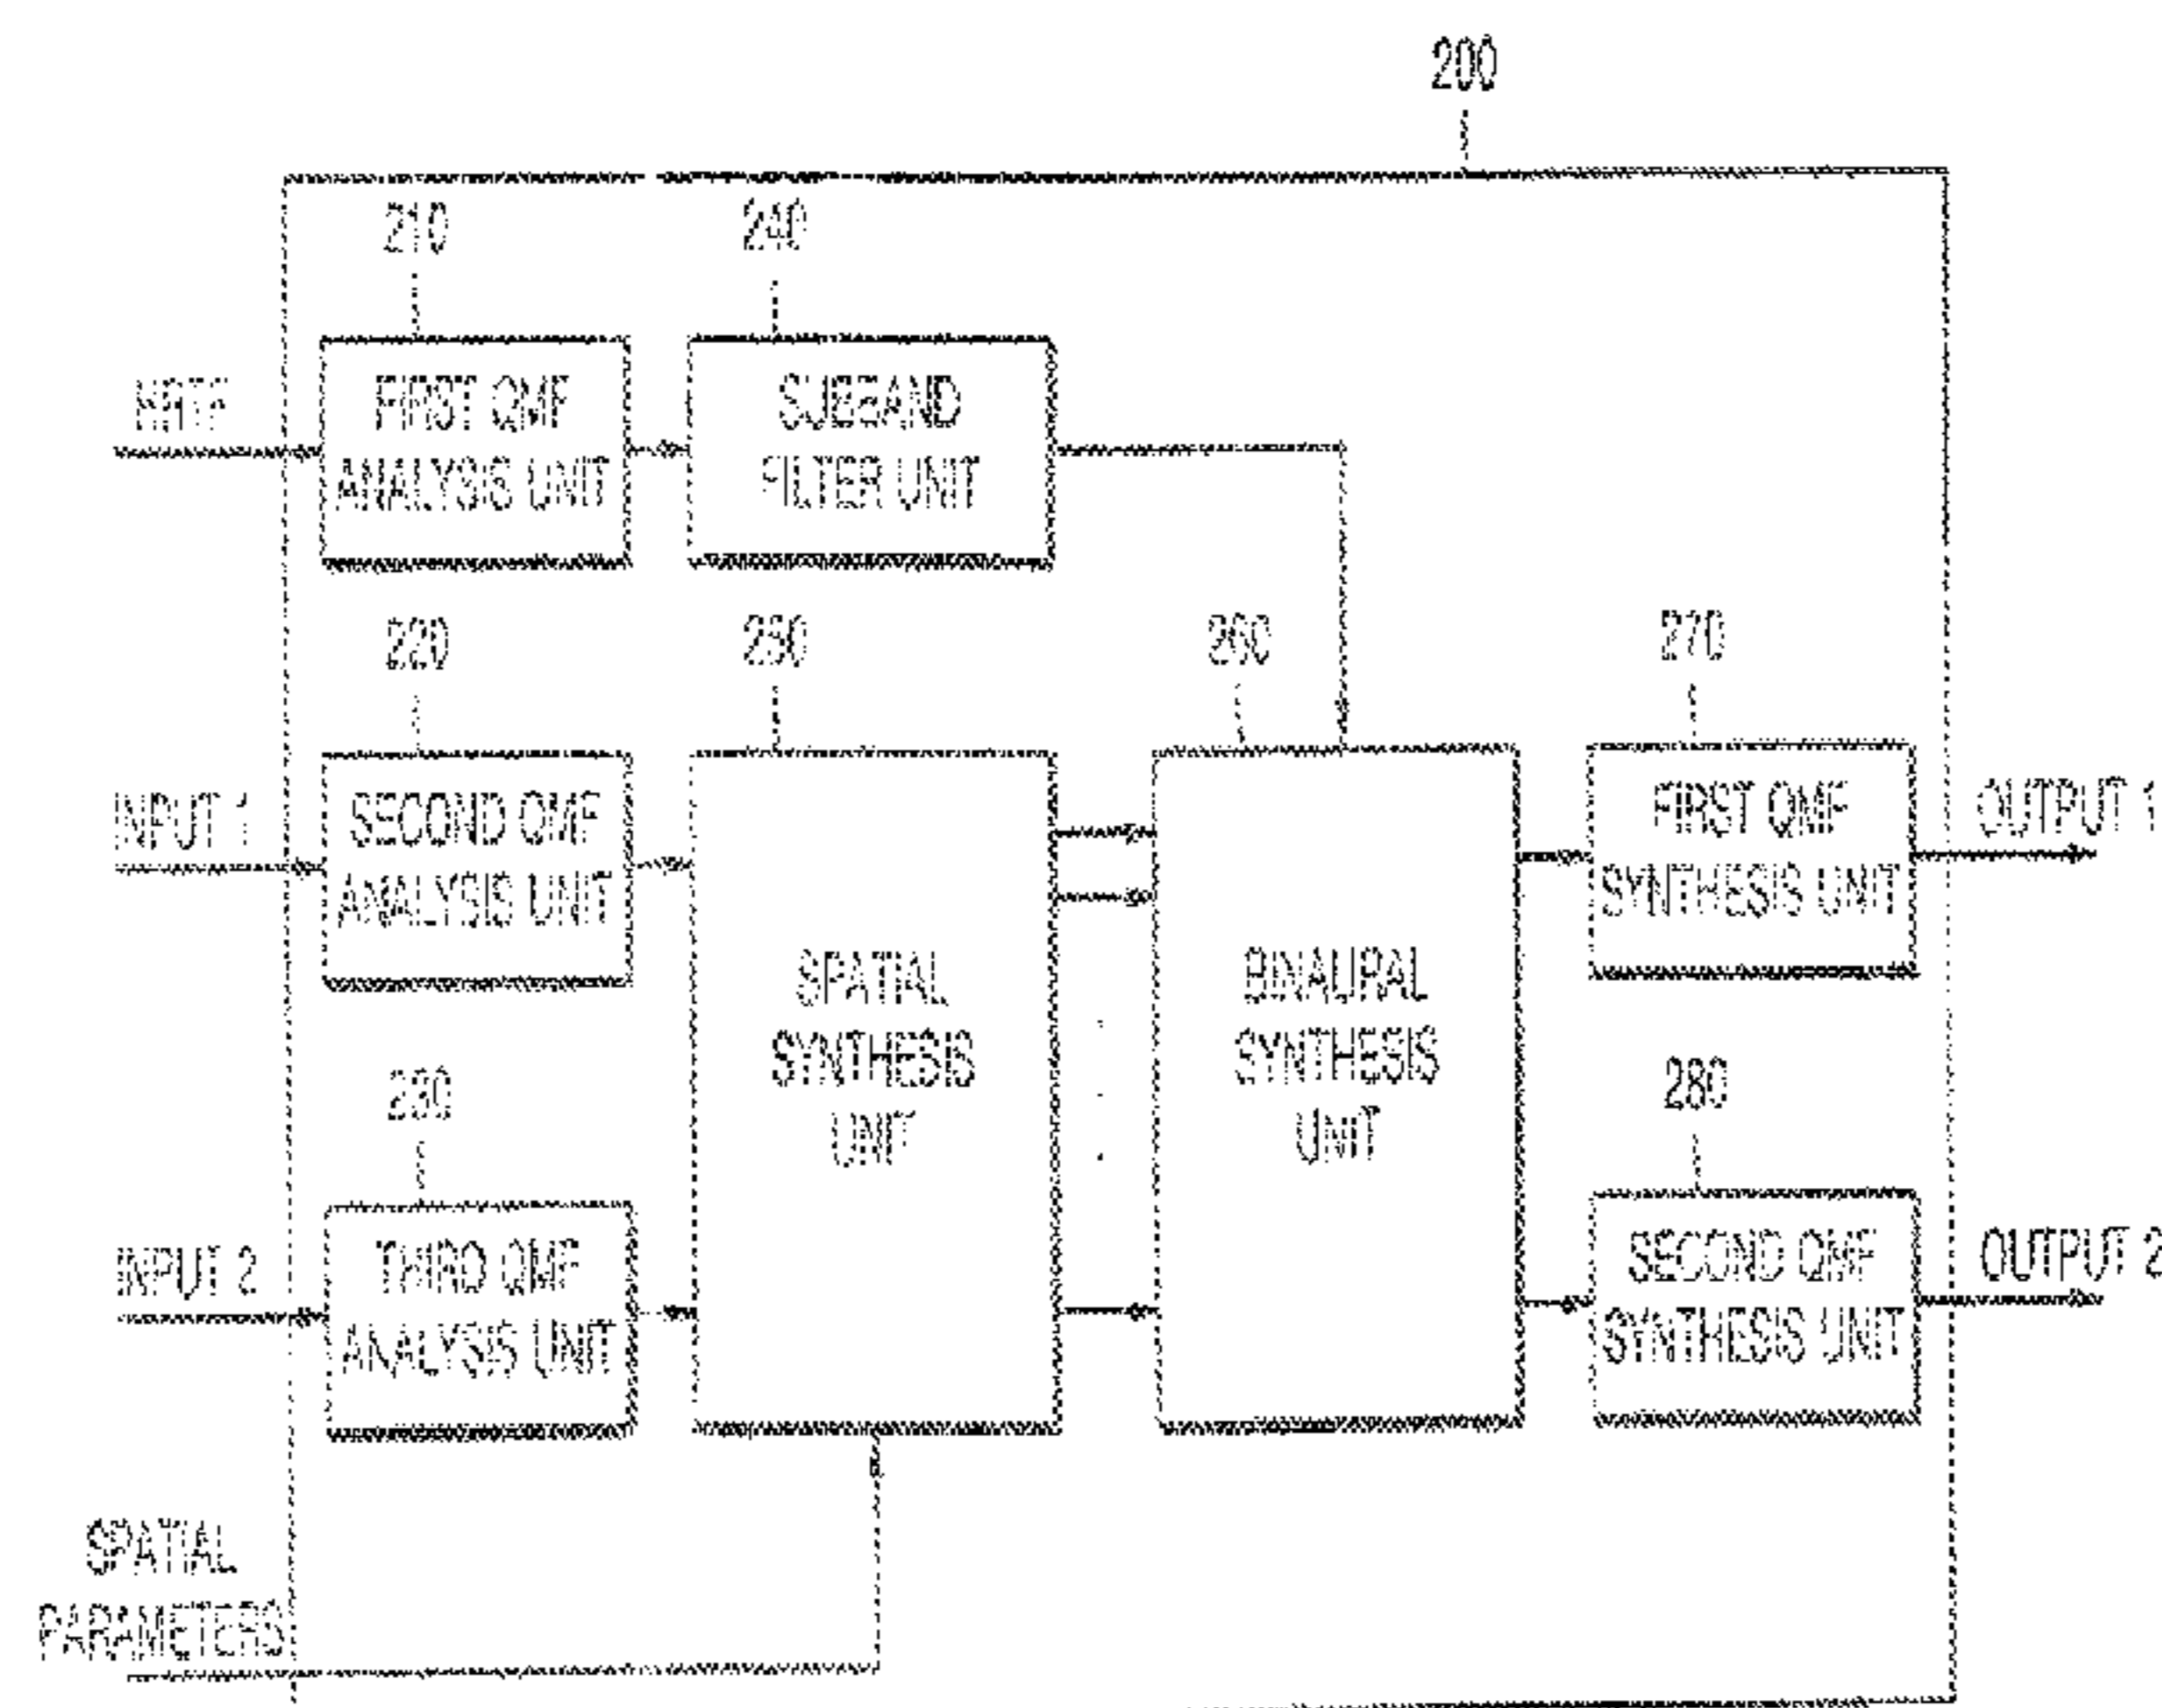 200
210
240
HRTF
FIRST QMF
ANALYSIS UNIT
SUBBAND
FILTER UNIT
220
250
260
270
INPUT 1
SECOND QMF
ANALYSIS UNIT
FIRST QMF
SYNTHESIS UNIT
OUTPUT 1
SPATIAL
SYNTHESIS
UNIT
BINAURAL
SYNTHESIS
UNIT
230
280
INPUT 2
THIRD QMF
ANALYSIS UNIT
SECOND QMF
SYNTHESIS UNIT
OUTPUT 2
SPATIAL
PARAMETERS